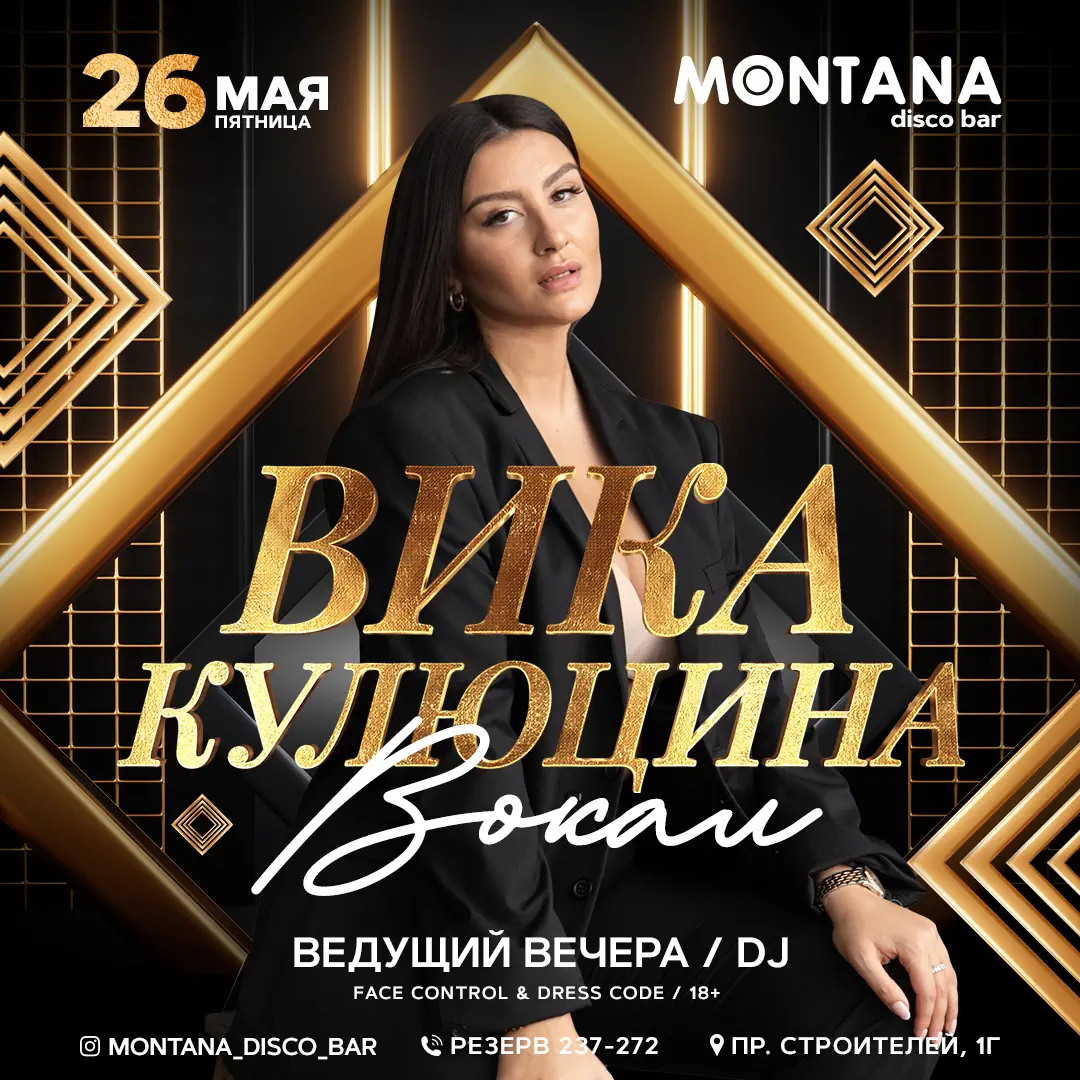 26 МАЯ
ПЯТНИЦА
MONTANA
disco bar
ВИКА
КУЛЮЦИНА
Вокал
ВЕДУЩИЙ ВЕЧЕРА / DJ
FACE CONTROL & DRESS CODE / 18+
MONTANA_DISCO_BAR РЕЗЕРВ 237-272 ПР. СТРОИТЕЛЕЙ, 1Г